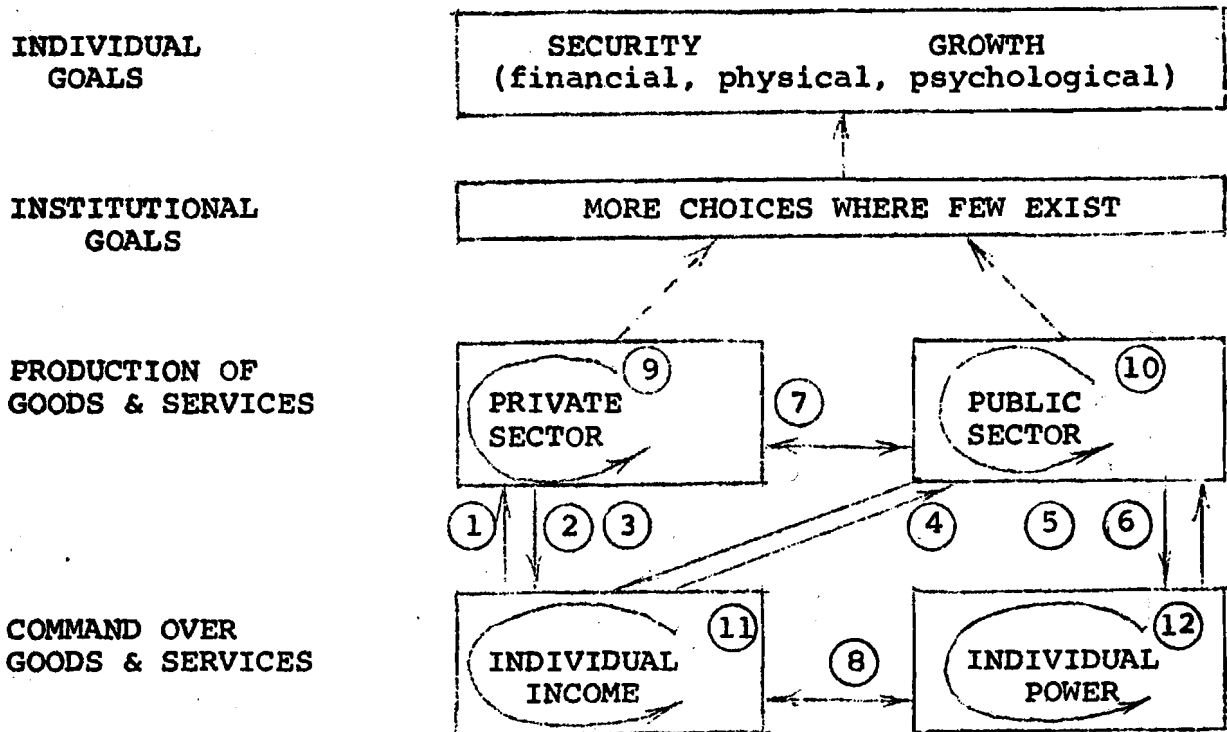 INDIVIDUAL
GOALS
SECURITY GROWTH
(financial, physical, psychological)
INSTITUTIONAL
GOALS
MORE CHOICES WHERE FEW EXIST
PRODUCTION OF
GOODS & SERVICES
9
PRIVATE
SECTOR
7
10
PUBLIC
SECTOR
1 2 3 4 5 6
COMMAND OVER
GOODS & SERVICES
11
INDIVIDUAL
INCOME
8
12
INDIVIDUAL
POWER